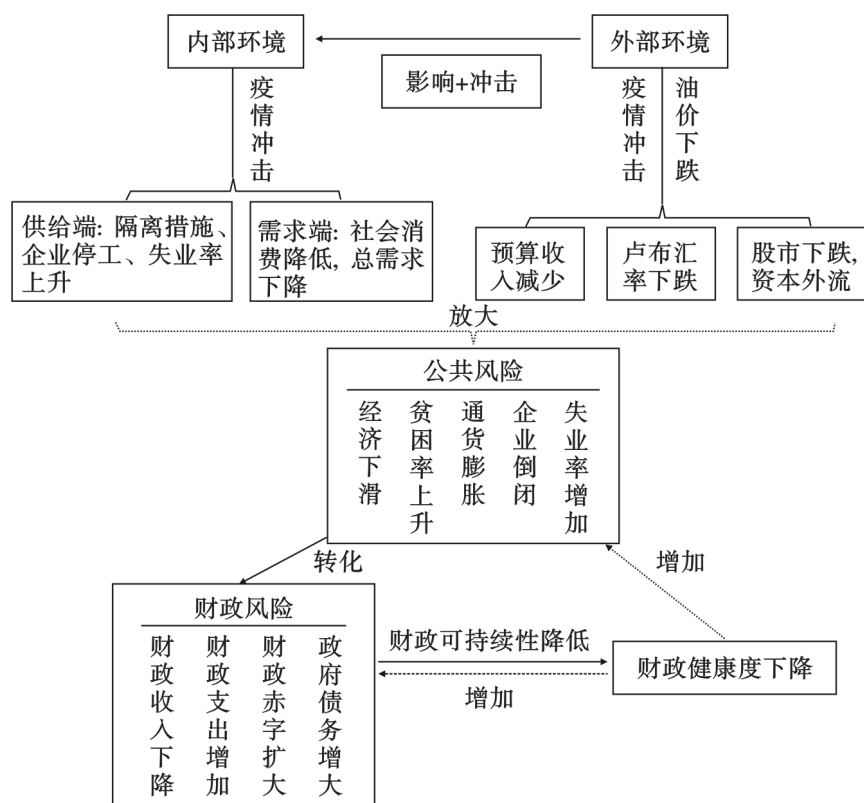 内部环境
外部环境
影响+冲击
疫情冲击
疫情冲击
油价下跌
供给端: 隔离措施、
企业停工、失业率
上升
需求端: 社会消
费降低, 总需求
下降
预算收
入减少
卢布汇
率下跌
股市下跌,
资本外流
放大
公共风险
经济下滑
贫困率上升
通货膨胀
企业倒闭
失业率增加
转化
增加
财政风险
财政收入下降
财政支出增加
财政赤字扩大
政府债务增大
财政可持续性降低
增加
财政健康度下降